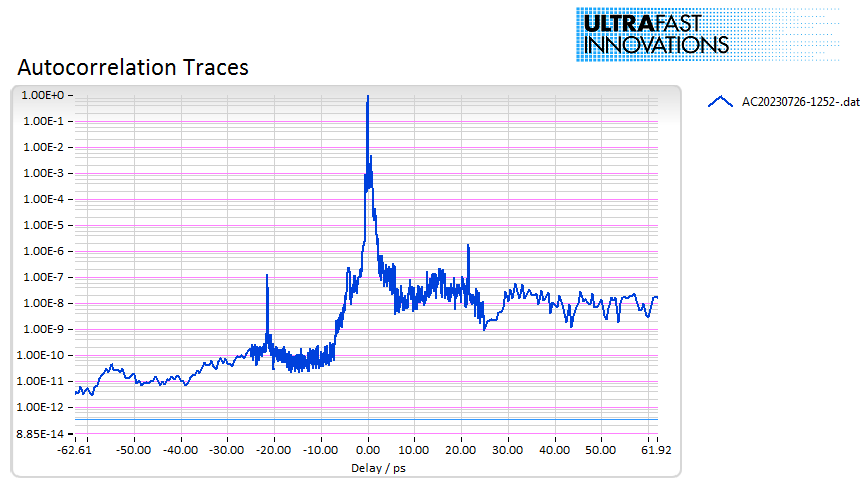 ULTRAFAST
INNOVATIONS
Autocorrelation Traces
AC20230726-1252-.dat
1.00E+0
1.00E-1
1.00E-2
1.00E-3
1.00E-4
1.00E-5
1.00E-6
1.00E-7
1.00E-8
1.00E-9
1.00E-10
1.00E-11
1.00E-12
8.85E-14
-62.61 -50.00 -40.00 -30.00 -20.00 -10.00 0.00 10.00 20.00 30.00 40.00 50.00 61.92
Delay / ps